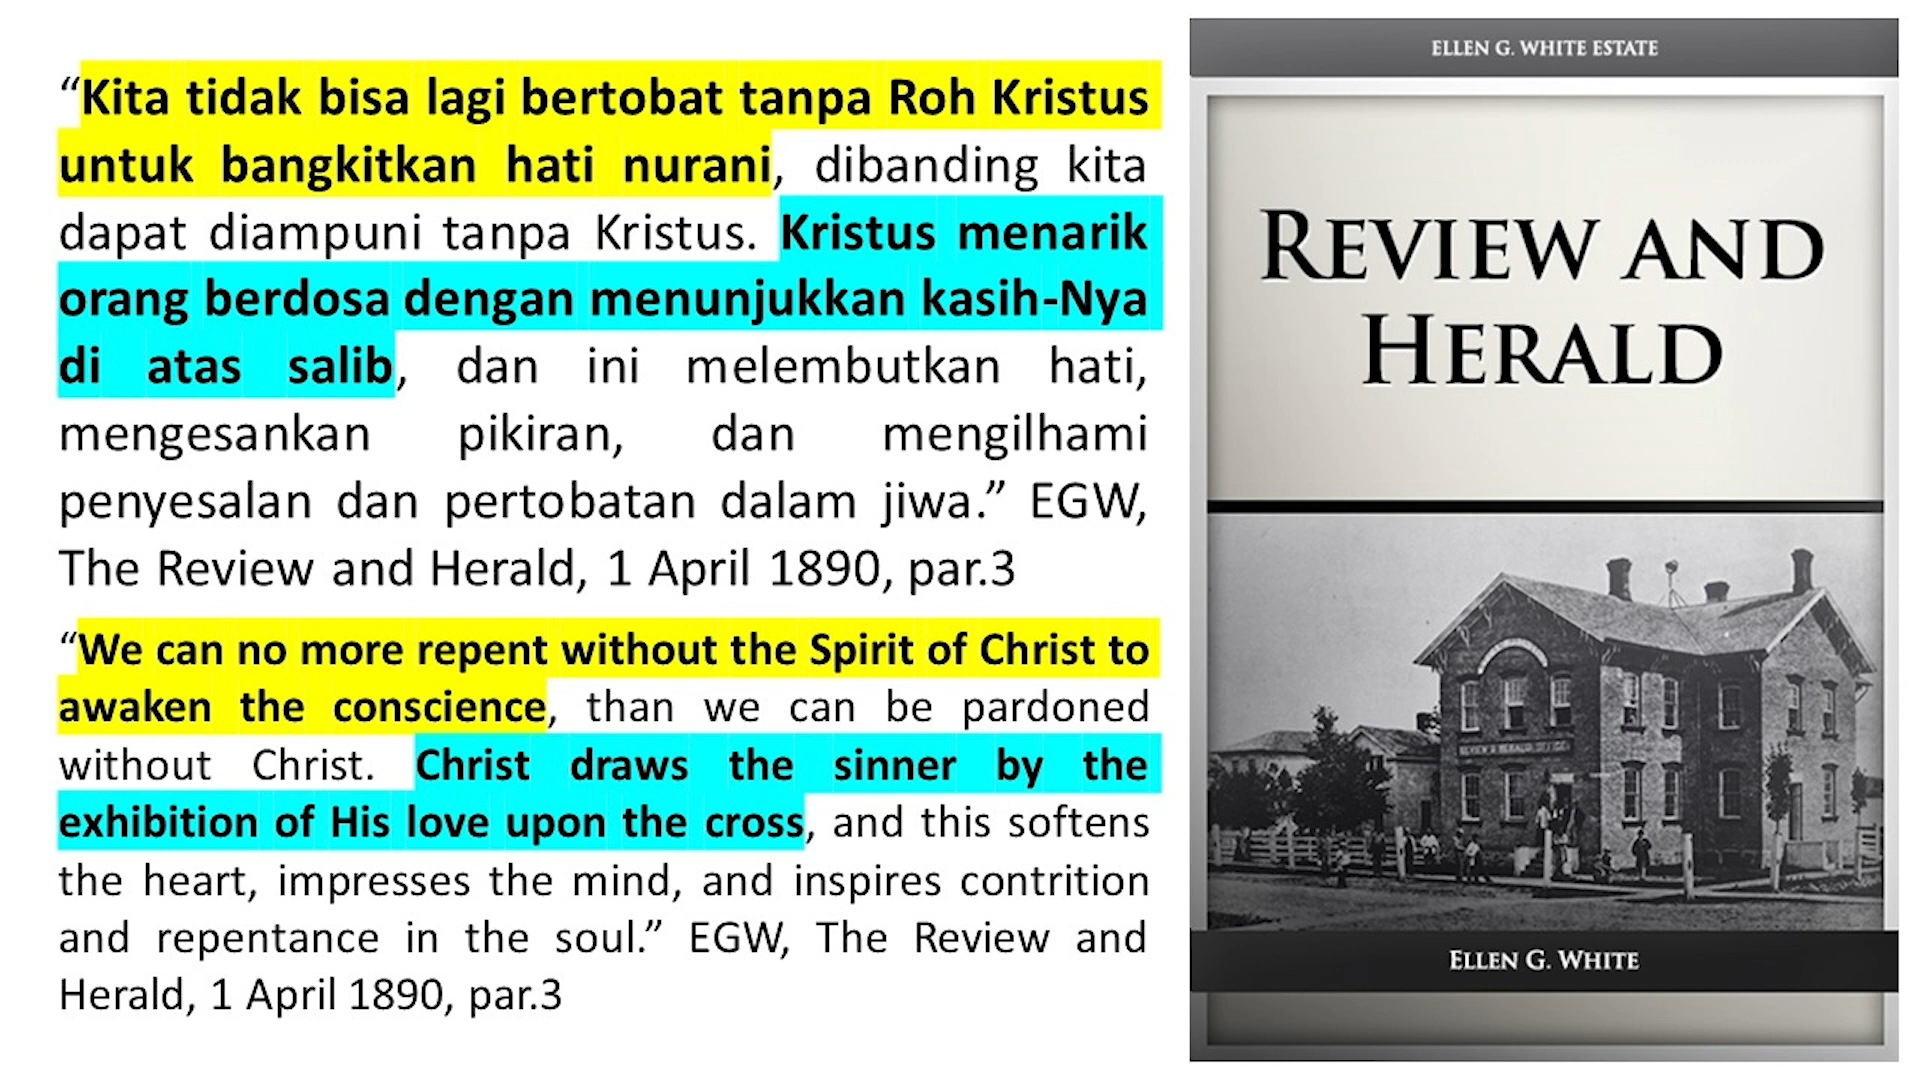 “Kita tidak bisa lagi bertobat tanpa Roh Kristus
untuk bangkitkan hati nurani, dibanding kita
dapat diampuni tanpa Kristus. Kristus menarik
orang berdosa dengan menunjukkan kasih-Nya
di atas salib, dan ini melembutkan hati,
mengesankan pikiran, dan mengilhami
penyesalan dan pertobatan dalam jiwa.” EGW,
The Review and Herald, 1 April 1890, par.3
“We can no more repent without the Spirit of Christ to
awaken the conscience, than we can be pardoned
without Christ. Christ draws the sinner by the
exhibition of His love upon the cross, and this softens
the heart, impresses the mind, and inspires contrition
and repentance in the soul.” EGW, The Review and
Herald, 1 April 1890, par.3
ELLEN G. WHITE ESTATE
REVIEW AND
HERALD
REVIEW & HERALD OFFICE
ELLEN G. WHITE